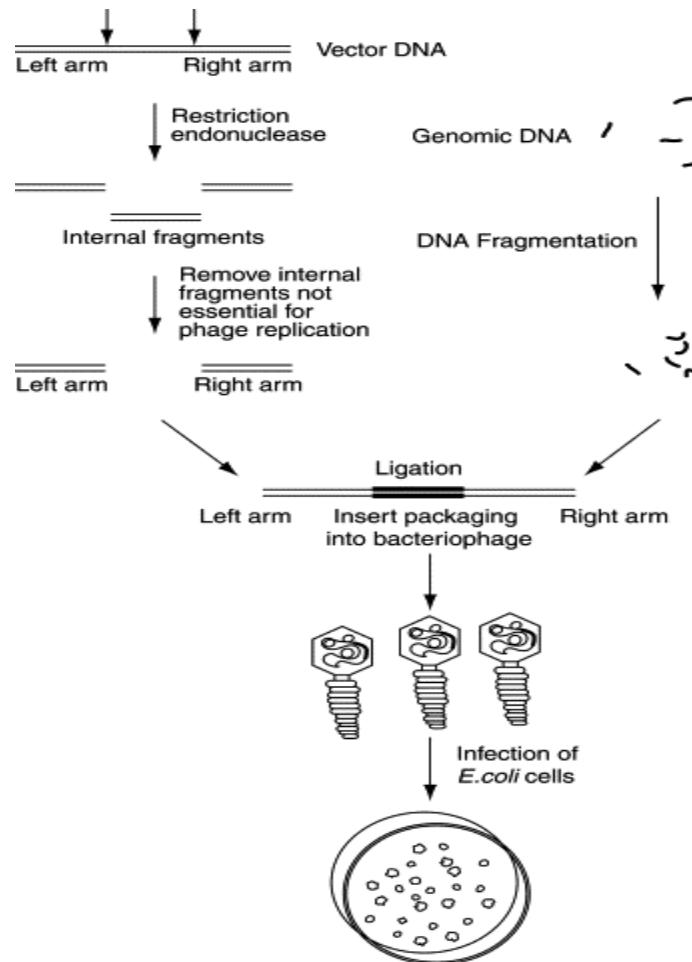 Vector DNA
Left arm
Right arm
Restriction
endonuclease
Genomic DNA
Internal fragments
DNA Fragmentation
Remove internal
fragments not
essential for
phage replication
Left arm
Right arm
Ligation
Left arm
Insert packaging
into bacteriophage
Right arm
Infection of
E.coli cells